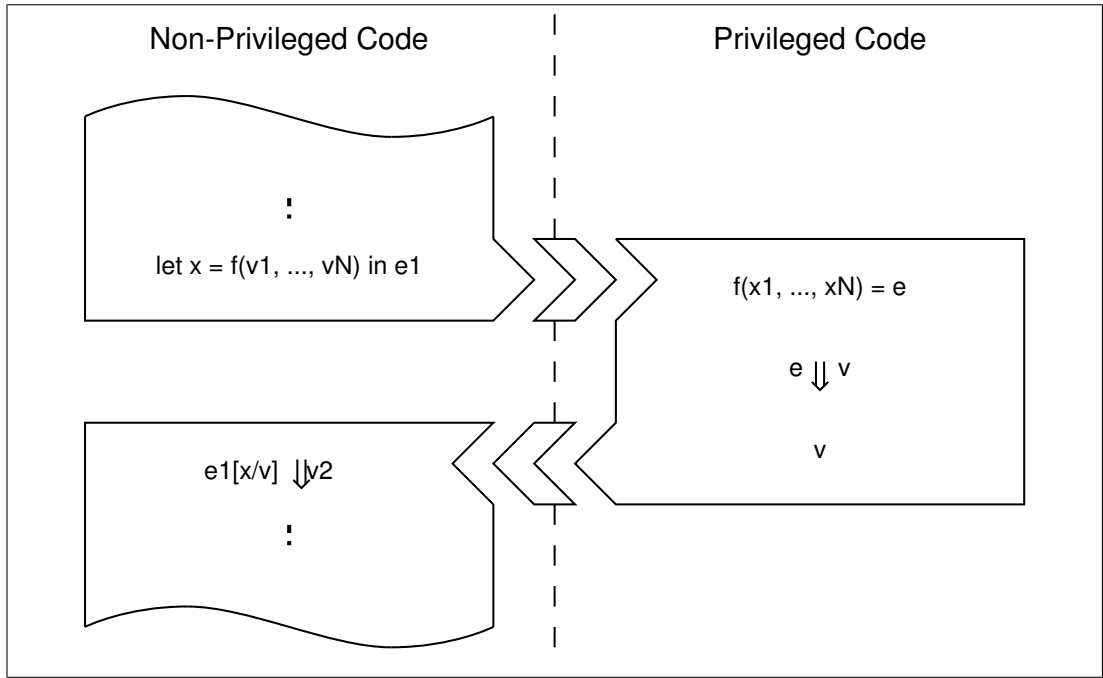 Non-Privileged Code
Privileged Code
let x = f(v1, ..., vN) in e1
f(x1, ..., xN) = e
e ⇓ v
v
e1[x/v] ⇓ v2